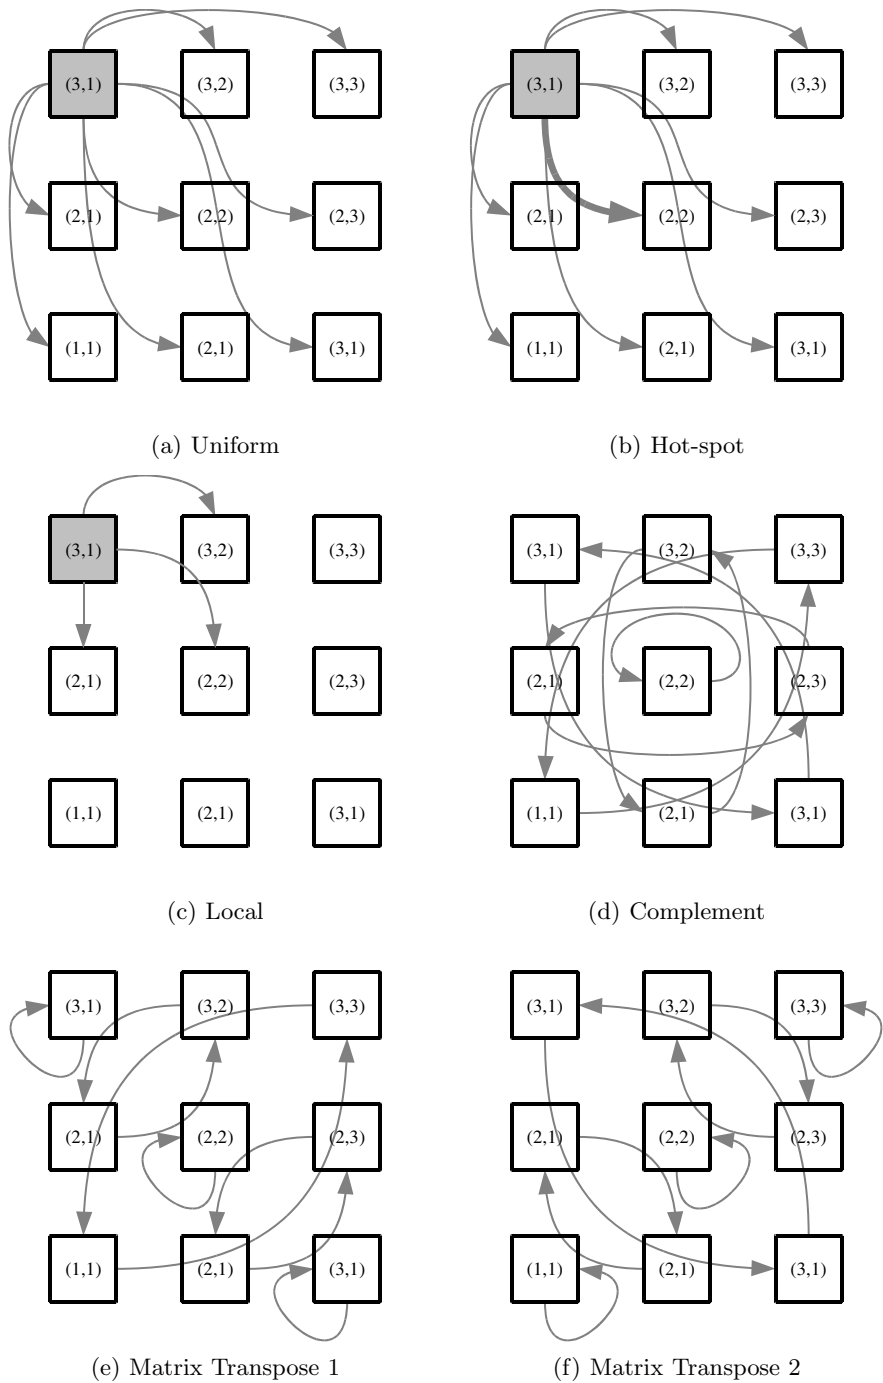 (3,1) (3,2) (3,3) (3,1) (3,2) (3,3)
(2,1) (2,2) (2,3) (2,1) (2,2) (2,3)
(1,1) (2,1) (3,1) (1,1) (2,1) (3,1)
(a) Uniform (b) Hot-spot
(3,1) (3,2) (3,3) (3,1) (3,2) (3,3)
(2,1) (2,2) (2,3) (2,1) (2,2) (2,3)
(1,1) (2,1) (3,1) (1,1) (2,1) (3,1)
(c) Local (d) Complement
(3,1) (3,2) (3,3) (3,1) (3,2) (3,3)
(2,1) (2,2) (2,3) (2,1) (2,2) (2,3)
(1,1) (2,1) (3,1) (1,1) (2,1) (3,1)
(e) Matrix Transpose 1 (f) Matrix Transpose 2